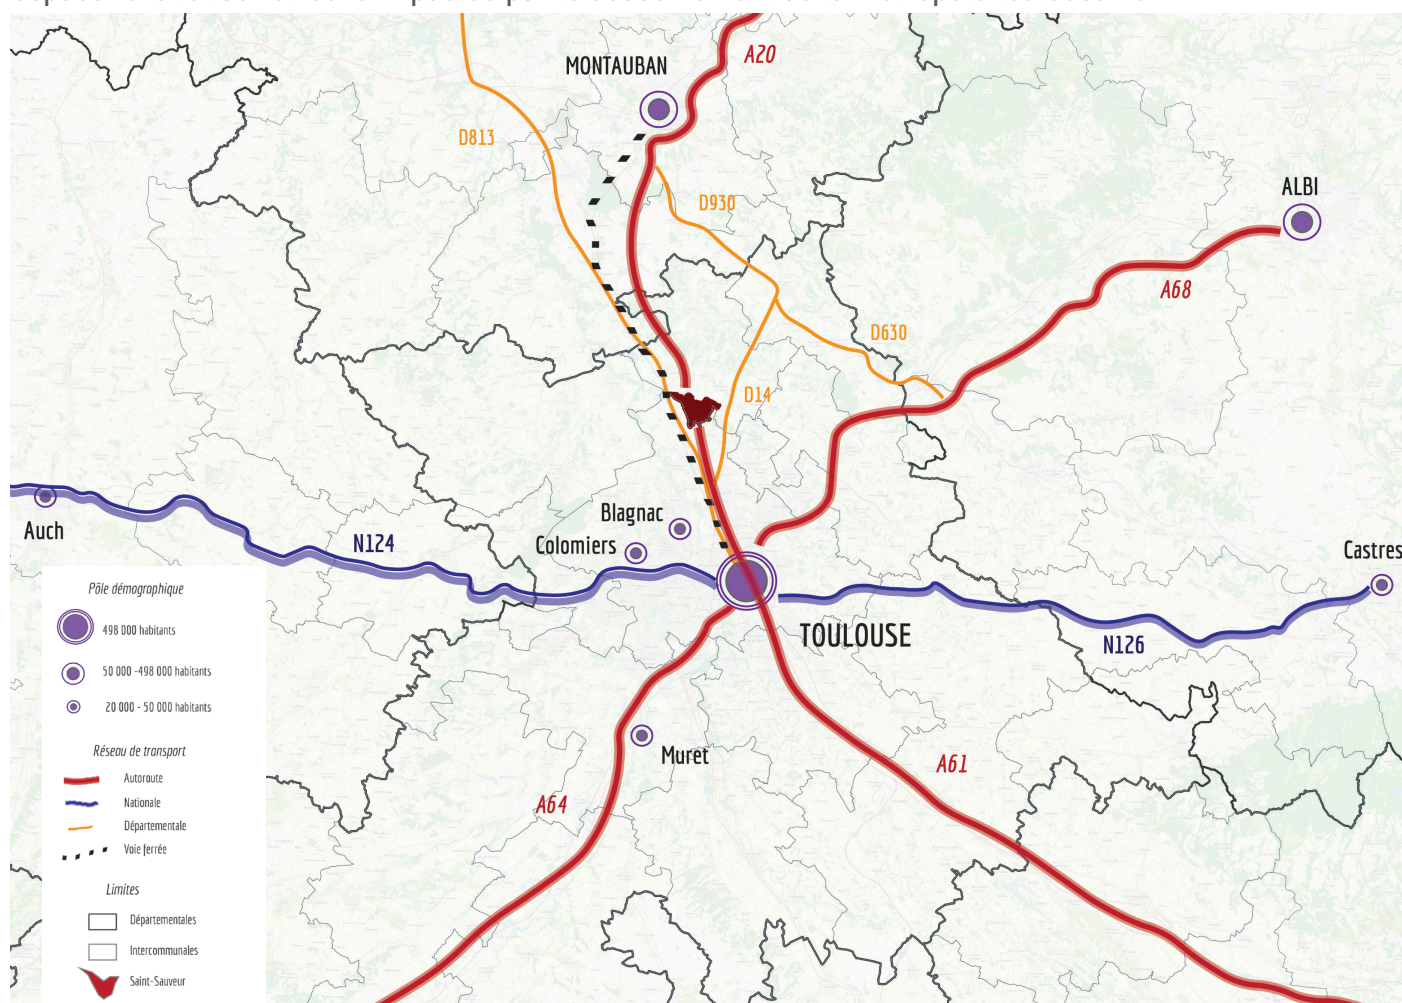 A20
MONTAUBAN
D813
ALBI
D930
A68
D630
D14
Blagnac
Auch
N124
Colomiers
Castres
TOULOUSE
N126
Muret
A61
A64
Pôle démographique
498 000 habitants
50 000 -498 000 habitants
20 000 - 50 000 habitants
Réseau de transport
Autoroute
Nationale
Départementale
Voie ferrée
Limites
Départementales
Intercommunales
Saint-Sauveur